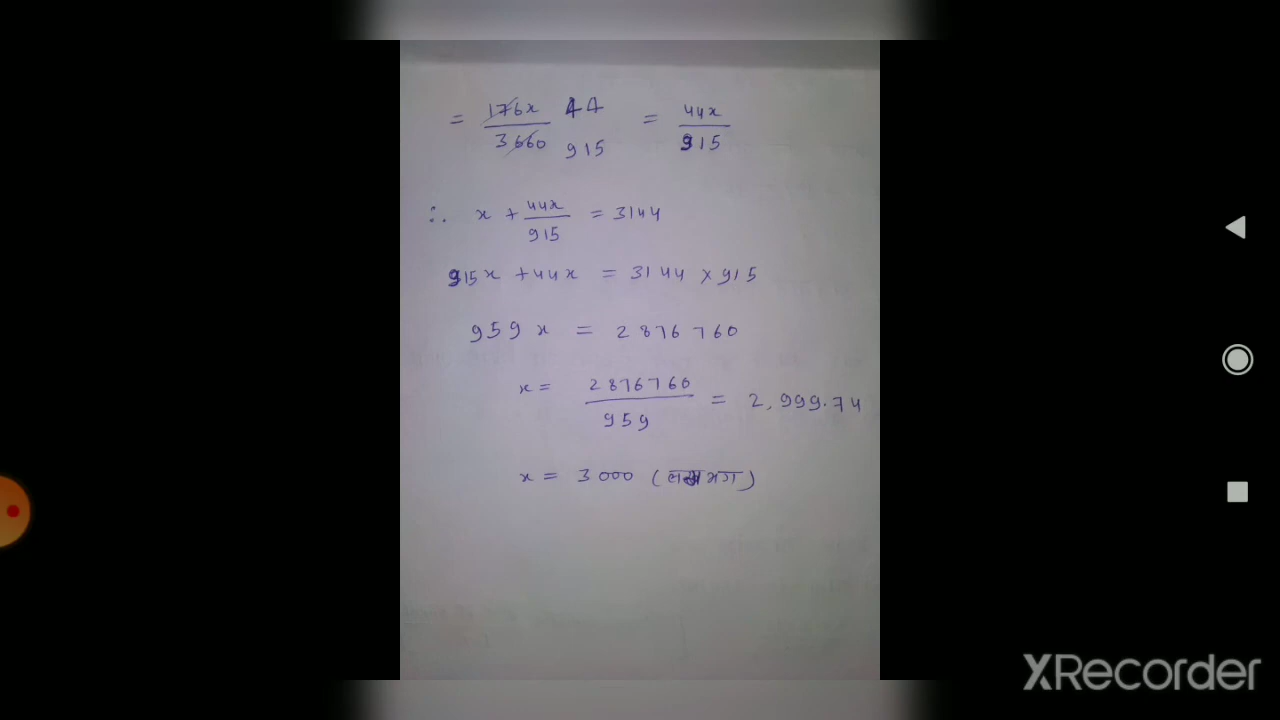 = 176x/3660 44/915 = 44x/915
∴ x + 44x/915 = 3144
915x + 44x = 3144 × 915
959x = 2876760
x = 2876760/959 = 2,999.74
x = 3000 (लगभग)
XRecorder